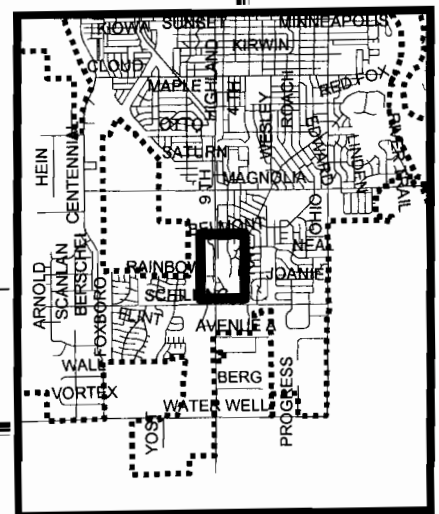 SUNSET
MINNEAPOLIS
KIOWA
KIRWIN
CLOUD
HIGHLAND
MAPLE
4TH
RED FOX
WESLEY
ROACH
OTTO
EDWARD
SATURN
LINDEN
RIVER TRAIL
HEIN
CENTENNIAL
MAGNOLIA
9TH
OHIO
BELMONT
NEAL
ARNOLD
SCANLAN
BERSCHEL
RAINBOW
JOANIE
SCHILLING
FOXBORO
FLINT
AVENUE A
WALL
BERG
PROGRESS
VORTEX
WATER WELL
YOST